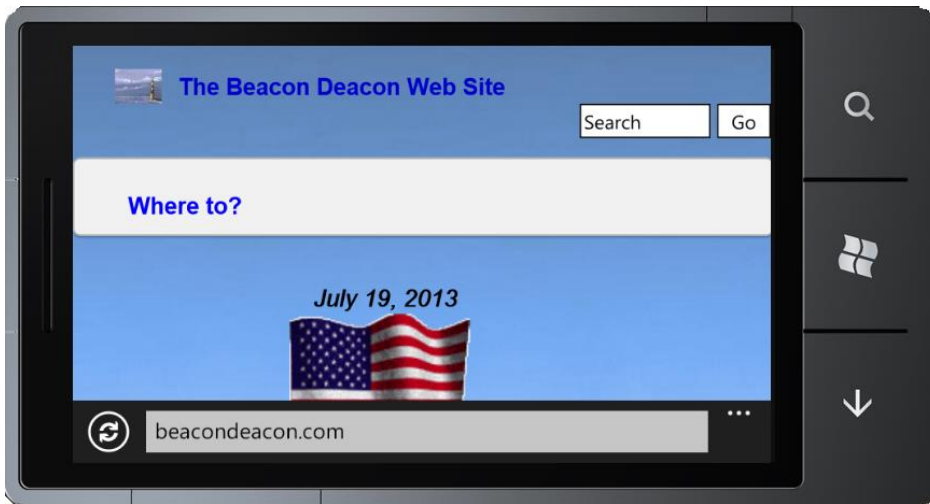 The Beacon Deacon Web Site
Search Go
Where to?
July 19, 2013
beacondeacon.com
...